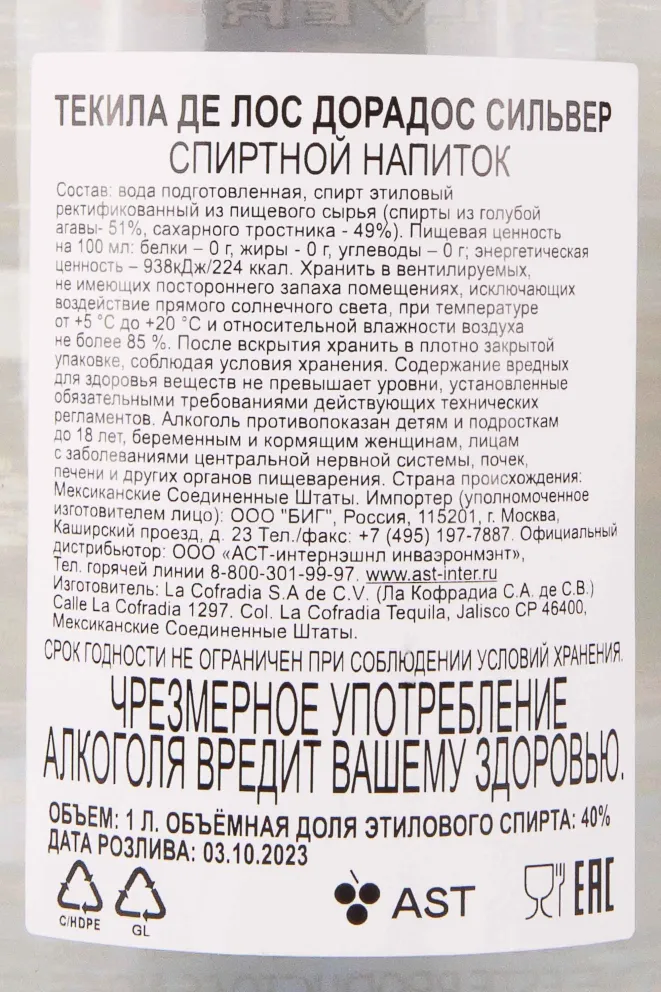 ТЕКИЛА ДЕ ЛОС ДОРАДОС СИЛЬВЕР
СПИРТНОЙ НАПИТОК
Состав: вода подготовленная, спирт этиловый
ректификованный из пищевого сырья (спирты из голубой
агавы- 51%, сахарного тростника - 49%). Пищевая ценность
на 100 мл: белки – 0 г, жиры - 0 г, углеводы – 0 г; энергетическая
ценность – 938кДж/224 ккал. Хранить в вентилируемых,
не имеющих постороннего запаха помещениях, исключающих
воздействие прямого солнечного света, при температуре
от +5 °С до +20 °С и относительной влажности воздуха
не более 85 %. После вскрытия хранить в плотно закрытой
упаковке, соблюдая условия хранения. Содержание вредных
для здоровья веществ не превышает уровни, установленные
обязательными требованиями действующих технических
регламентов. Алкоголь противопоказан детям и подросткам
до 18 лет, беременным и кормящим женщинам, лицам
с заболеваниями центральной нервной системы, почек,
печени и других органов пищеварения. Страна происхождения:
Мексиканские Соединенные Штаты. Импортер (уполномоченное
изготовителем лицо): ООО "БИГ", Россия, 115201, г. Москва,
Каширский проезд, д. 23 Тел./факс: +7 (495) 197-7887. Официальный
дистрибьютор: ООО «АСТ-интернэшнл инваэронмэнт»,
Тел. горячей линии 8-800-301-99-97. www.ast-inter.ru
Изготовитель: La Cofradia S.A de C.V. (Ла Кофрадиа С.А. де С.В.)
Calle La Cofradia 1297. Col. La Cofradia Tequila, Jalisco CP 46400,
Мексиканские Соединенные Штаты.
СРОК ГОДНОСТИ НЕ ОГРАНИЧЕН ПРИ СОБЛЮДЕНИИ УСЛОВИЙ ХРАНЕНИЯ.
ЧРЕЗМЕРНОЕ УПОТРЕБЛЕНИЕ
АЛКОГОЛЯ ВРЕДИТ ВАШЕМУ ЗДОРОВЬЮ.
ОБЪЕМ: 1 Л. ОБЪЁМНАЯ ДОЛЯ ЭТИЛОВОГО СПИРТА: 40%
ДАТА РОЗЛИВА: 03.10.2023
C/HDPE
GL
AST
EAC